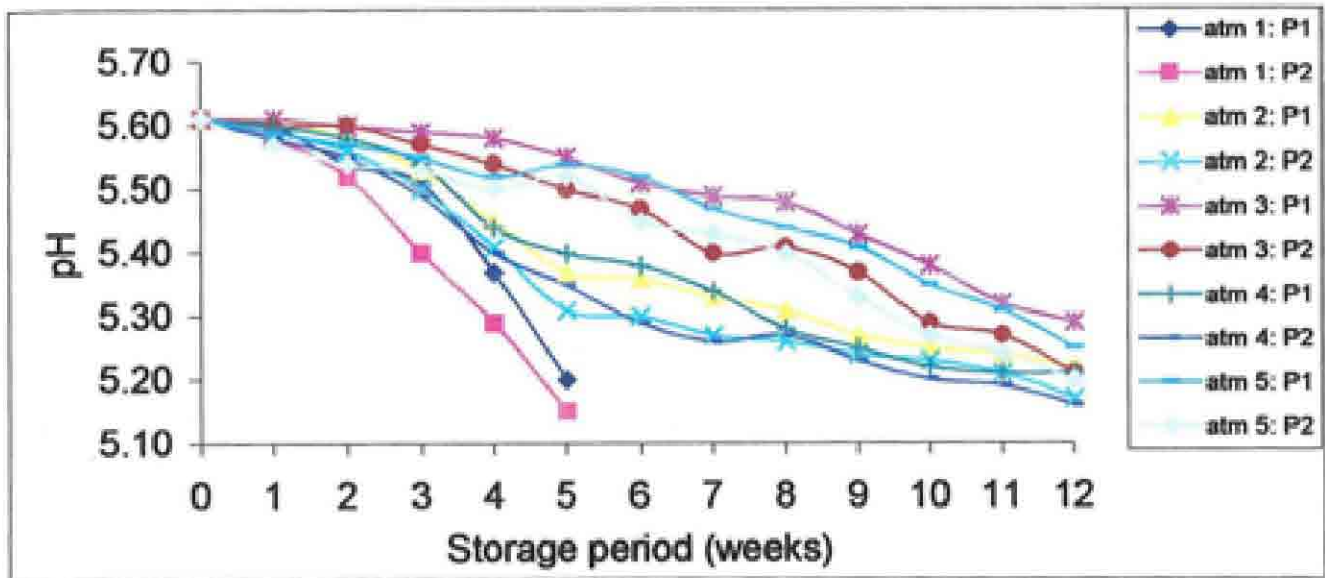 5.70
5.60
5.50
5.40
5.30
5.20
5.10
pH
0 1 2 3 4 5 6 7 8 9 10 11 12
Storage period (weeks)
atm 1: P1
atm 1: P2
atm 2: P1
atm 2: P2
atm 3: P1
atm 3: P2
atm 4: P1
atm 4: P2
atm 5: P1
atm 5: P2